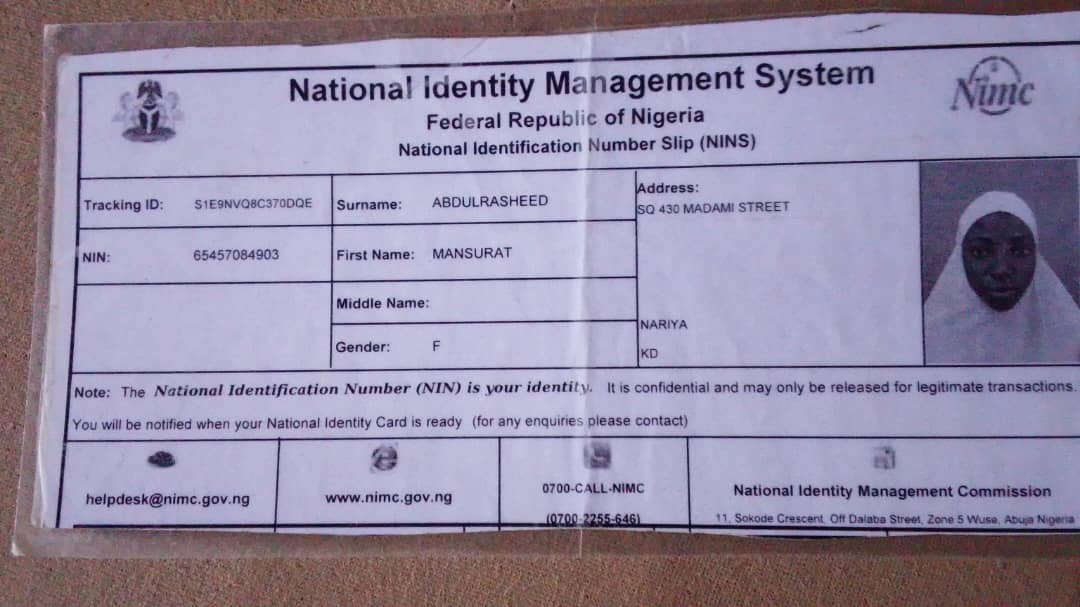 National Identity Management System
Federal Republic of Nigeria
National Identification Number Slip (NINS)
Nimc
Tracking ID: S1E9NVQ8C370DQE
Surname: ABDULRASHEED
Address:
SQ 430 MADAMI STREET
NIN: 65457084903
First Name: MANSURAT
Middle Name:
NARIYA
Gender: F
KD
Note: The National Identification Number (NIN) is your identity. It is confidential and may only be released for legitimate transactions.
You will be notified when your National Identity Card is ready (for any enquiries please contact)
helpdesk@nimc.gov.ng
www.nimc.gov.ng
0700-CALL-NIMC
(0700-2255-646)
National Identity Management Commission
11, Sokode Crescent, Off Dalaba Street, Zone 5 Wuse, Abuja Nigeria